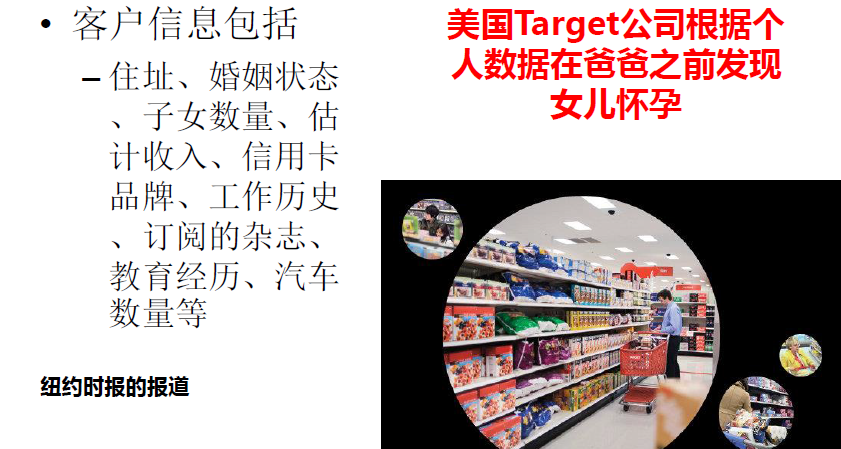 • 客户信息包括
– 住址、婚姻状态
、子女数量、估
计收入、信用卡
品牌、工作历史
、订阅的杂志、
教育经历、汽车
数量等
纽约时报的报道
美国Target公司根据个
人数据在爸爸之前发现
女儿怀孕